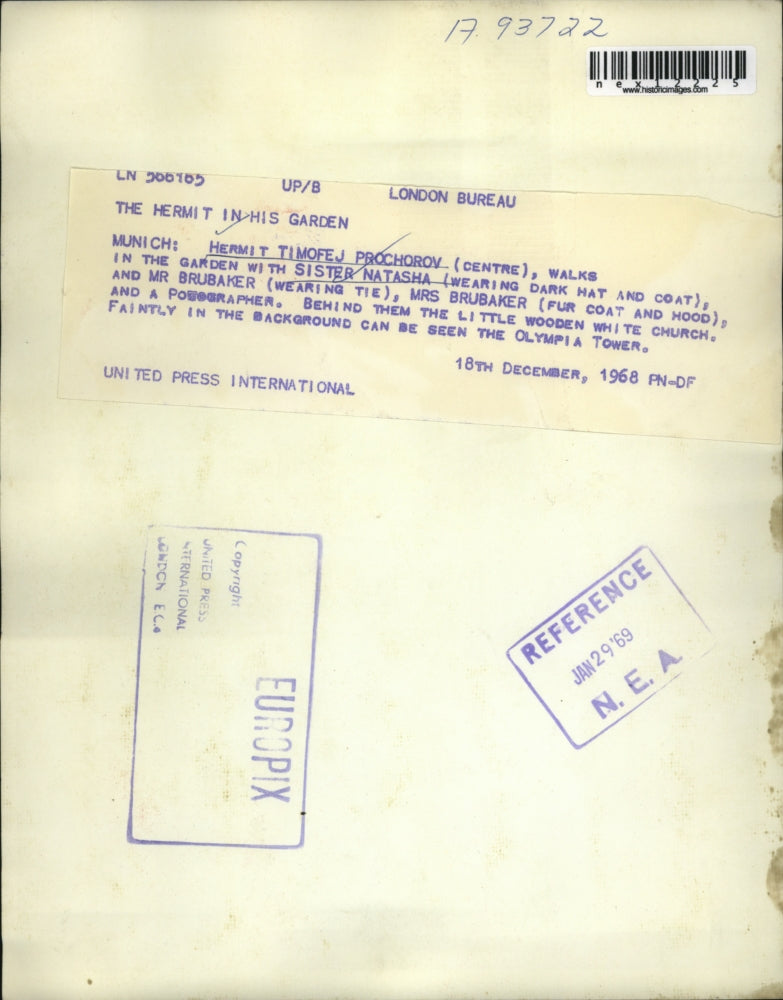 17.93722
nex12225
www.historicimages.com
LN 566165 UP/B LONDON BUREAU
THE HERMIT IN HIS GARDEN
MUNICH: HERMIT TIMOFEJ PROCHOROV (CENTRE), WALKS
IN THE GARDEN WITH SISTER NATASHA (WEARING DARK HAT AND COAT),
AND MR BRUBAKER (WEARING TIE), MRS BRUBAKER (FUR COAT AND HOOD),
AND A POTOGRAPHER. BEHIND THEM THE LITTLE WOODEN WHITE CHURCH.
FAINTLY IN THE BACKGROUND CAN BE SEEN THE OLYMPIA TOWER.
18TH DECEMBER, 1968 PN-DF
UNITED PRESS INTERNATIONAL
Copyright
UNITED PRESS
INTERNATIONAL
LONDON E.C.4
EUROPIX
REFERENCE
JAN 29 '69
N. E. A.